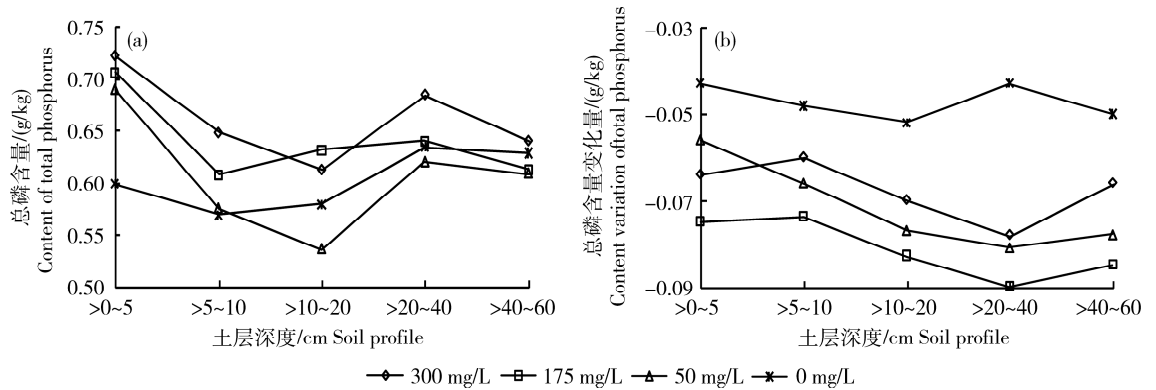 总磷含量/(g/kg)
Content of total phosphorus
0.75
0.70
0.65
0.60
0.55
0.50
(a)
>0~5
>5~10
>10~20
>20~40
>40~60
土层深度/cm Soil profile
总磷含量变化量/(g/kg)
Content variation oftotal phosphorus
−0.03
−0.05
−0.07
−0.09
(b)
>0~5
>5~10
>10~20
>20~40
>40~60
土层深度/cm Soil profile
300 mg/L
175 mg/L
50 mg/L
0 mg/L